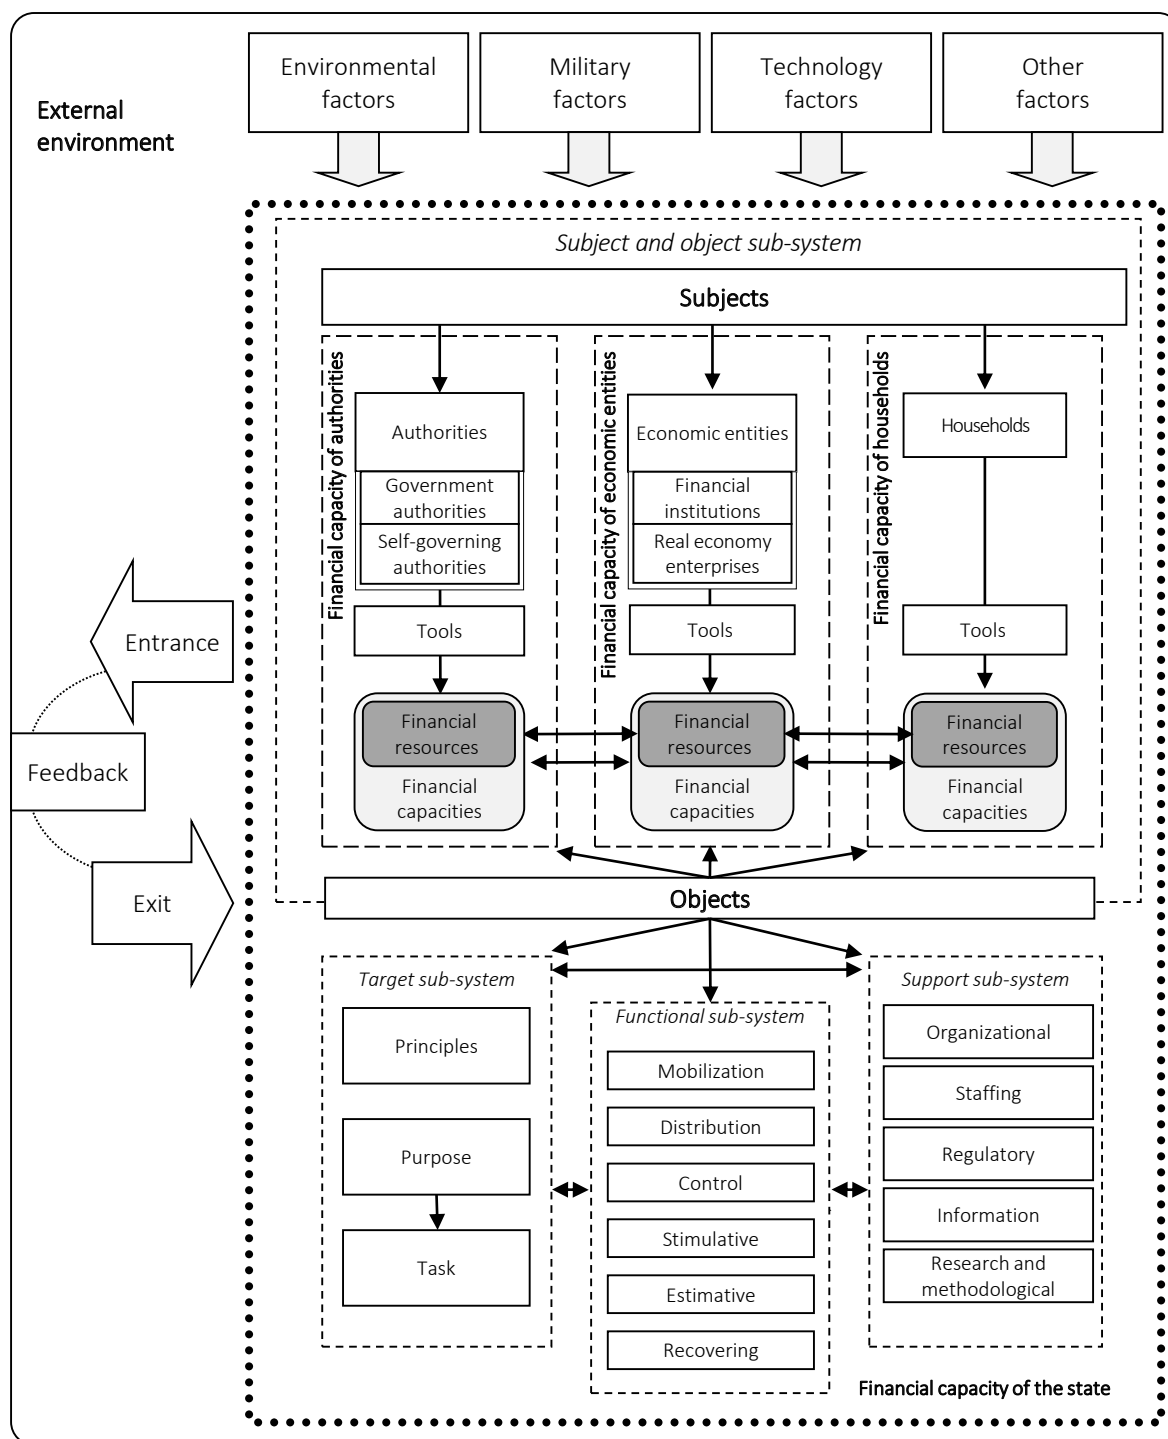 Environmental
factors
Military
factors
Technology
factors
Other
factors
External
environment
Subject and object sub-system
Subjects
Financial capacity of authorities
Authorities
Government
authorities
Self-governing
authorities
Tools
Financial
resources
Financial
capacities
Financial capacity of economic entities
Economic entities
Financial
institutions
Real economy
enterprises
Tools
Financial
resources
Financial
capacities
Financial capacity of households
Households
Tools
Financial
resources
Financial
capacities
Entrance
Feedback
Exit
Objects
Target sub-system
Principles
Purpose
Task
Functional sub-system
Mobilization
Distribution
Control
Stimulative
Estimative
Recovering
Support sub-system
Organizational
Staffing
Regulatory
Information
Research and
methodological
Financial capacity of the state